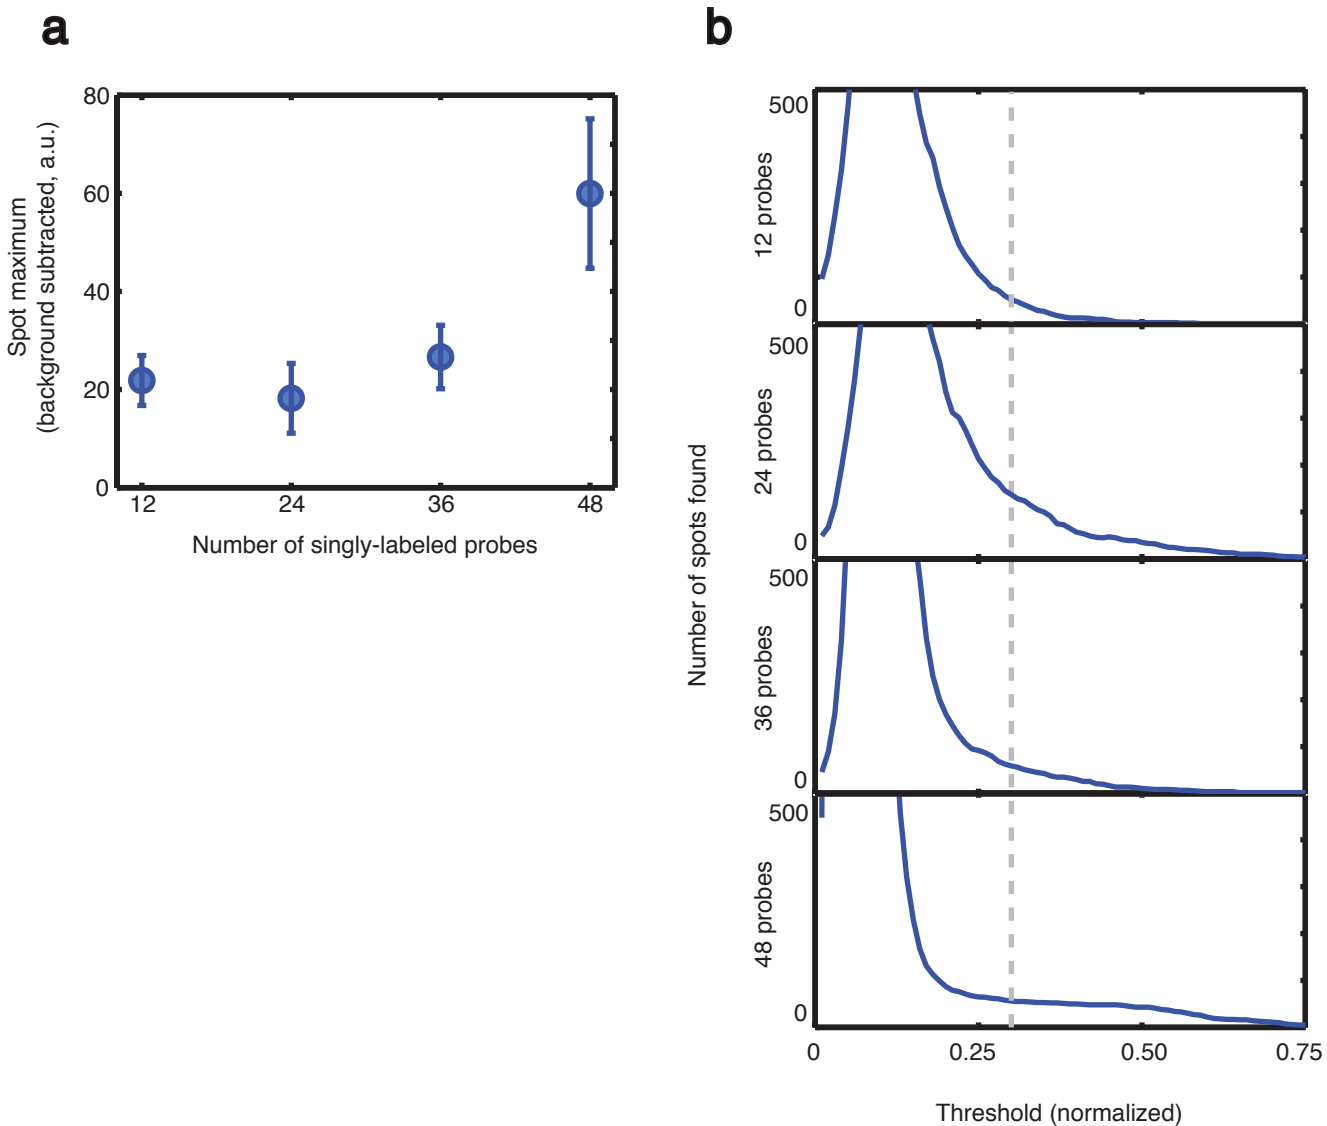 a
80
60
40
20
0
12 24 36 48
Spot maximum
(background subtracted, a.u.)
Number of singly-labeled probes
b
Number of spots found
12 probes
500
0
24 probes
500
0
36 probes
500
0
48 probes
500
0
0 0.25 0.50 0.75
Threshold (normalized)